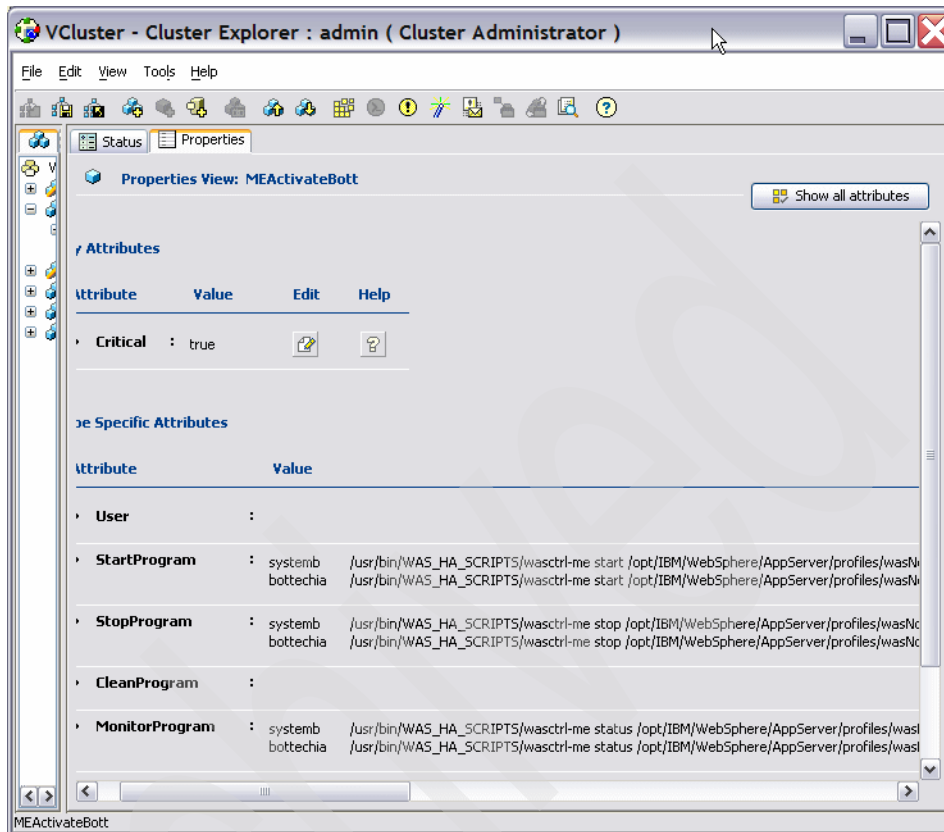 VCluster - Cluster Explorer : admin ( Cluster Administrator )
File Edit View Tools Help
Status Properties
V
Properties View: MEActivateBott
Show all attributes
y Attributes
Attribute Value Edit Help
Critical : true
pe Specific Attributes
Attribute Value
User :
StartProgram : systemb /usr/bin/WAS_HA_SCRIPTS/wasctrl-me start /opt/IBM/WebSphere/AppServer/profiles/wasN
bottechia /usr/bin/WAS_HA_SCRIPTS/wasctrl-me start /opt/IBM/WebSphere/AppServer/profiles/wasN
StopProgram : systemb /usr/bin/WAS_HA_SCRIPTS/wasctrl-me stop /opt/IBM/WebSphere/AppServer/profiles/wasNo
bottechia /usr/bin/WAS_HA_SCRIPTS/wasctrl-me stop /opt/IBM/WebSphere/AppServer/profiles/wasNo
CleanProgram :
MonitorProgram : systemb /usr/bin/WAS_HA_SCRIPTS/wasctrl-me status /opt/IBM/WebSphere/AppServer/profiles/was
bottechia /usr/bin/WAS_HA_SCRIPTS/wasctrl-me status /opt/IBM/WebSphere/AppServer/profiles/was
MEActivateBott